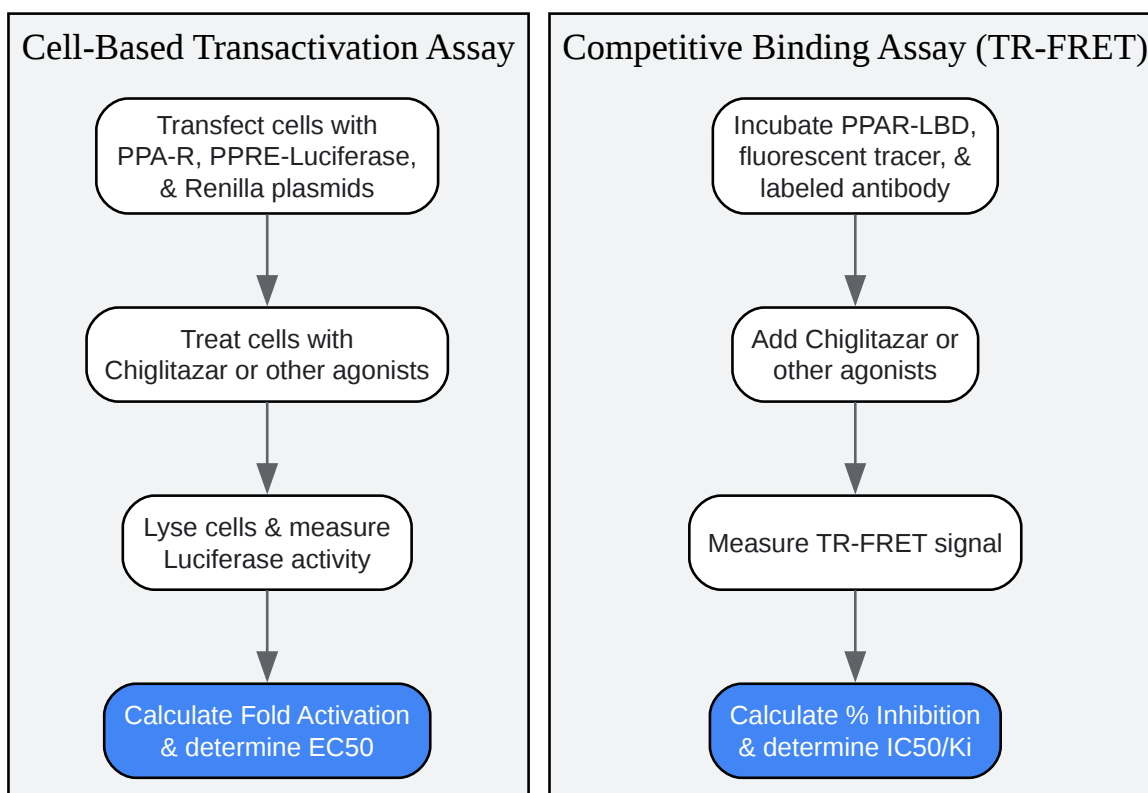 Cell-Based Transactivation Assay
Transfect cells with
PPA-R, PPRE-Luciferase,
& Renilla plasmids
Treat cells with
Chiglitazar or other agonists
Lyse cells & measure
Luciferase activity
Calculate Fold Activation
& determine EC50
Competitive Binding Assay (TR-FRET)
Incubate PPAR-LBD,
fluorescent tracer, &
labeled antibody
Add Chiglitazar or
other agonists
Measure TR-FRET signal
Calculate % Inhibition
& determine IC50/Ki